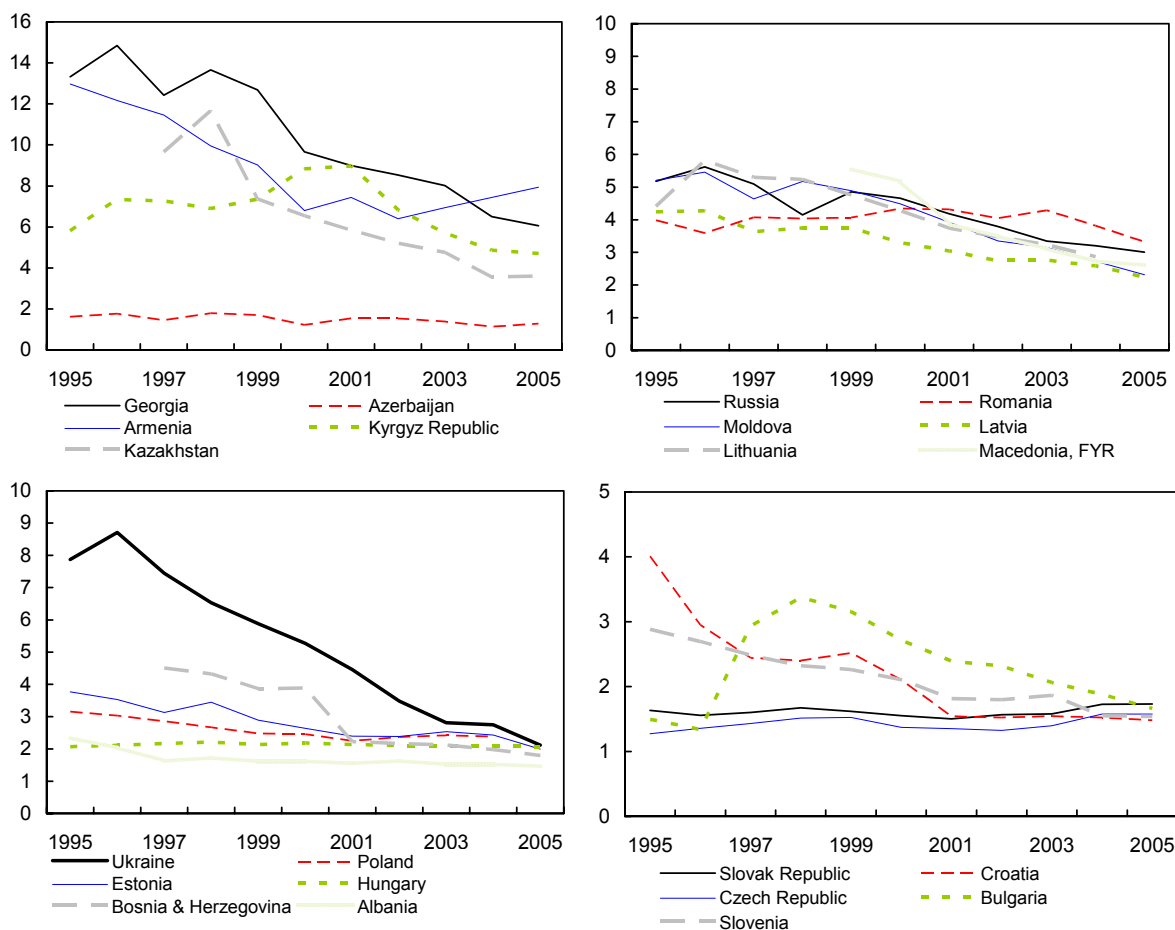 16
14
12
10
8
6
4
2
0
1995 1997 1999 2001 2003 2005
Georgia Azerbaijan
Armenia Kyrgyz Republic
Kazakhstan
10
9
8
7
6
5
4
3
2
1
0
1995 1997 1999 2001 2003 2005
Russia Romania
Moldova Latvia
Lithuania Macedonia, FYR
10
9
8
7
6
5
4
3
2
1
0
1995 1997 1999 2001 2003 2005
Ukraine Poland
Estonia Hungary
Bosnia & Herzegovina Albania
5
4
3
2
1
0
1995 1997 1999 2001 2003 2005
Slovak Republic Croatia
Czech Republic Bulgaria
Slovenia